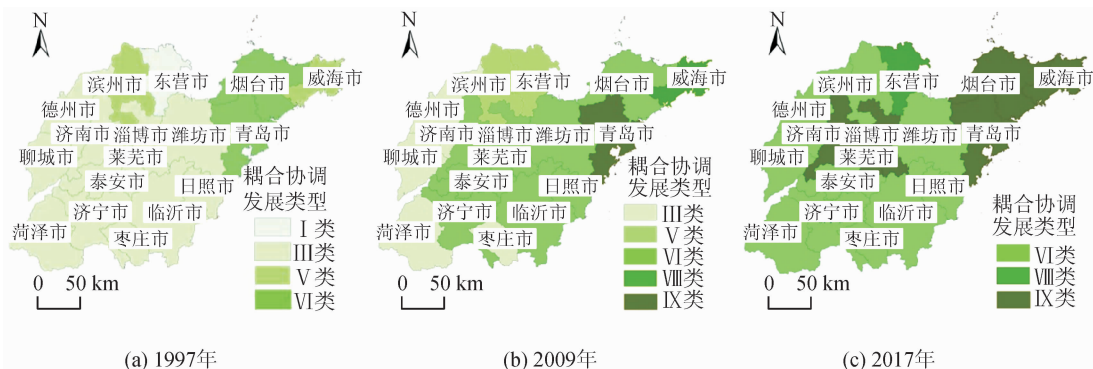 N
滨州市
东营市
烟台市
威海市
德州市
济南市
淄博市
潍坊市
青岛市
聊城市
莱芜市
泰安市
日照市
济宁市
临沂市
菏泽市
枣庄市
耦合协调
发展类型
I类
III类
V类
VI类
0 50 km
(a) 1997年
N
滨州市
东营市
烟台市
威海市
德州市
济南市
淄博市
潍坊市
青岛市
聊城市
莱芜市
泰安市
日照市
济宁市
临沂市
菏泽市
枣庄市
耦合协调
发展类型
III类
V类
VI类
VIII类
IX类
0 50 km
(b) 2009年
N
滨州市
东营市
烟台市
威海市
德州市
济南市
淄博市
潍坊市
青岛市
聊城市
莱芜市
泰安市
日照市
济宁市
临沂市
菏泽市
枣庄市
耦合协调
发展类型
VI类
VIII类
IX类
0 50 km
(c) 2017年